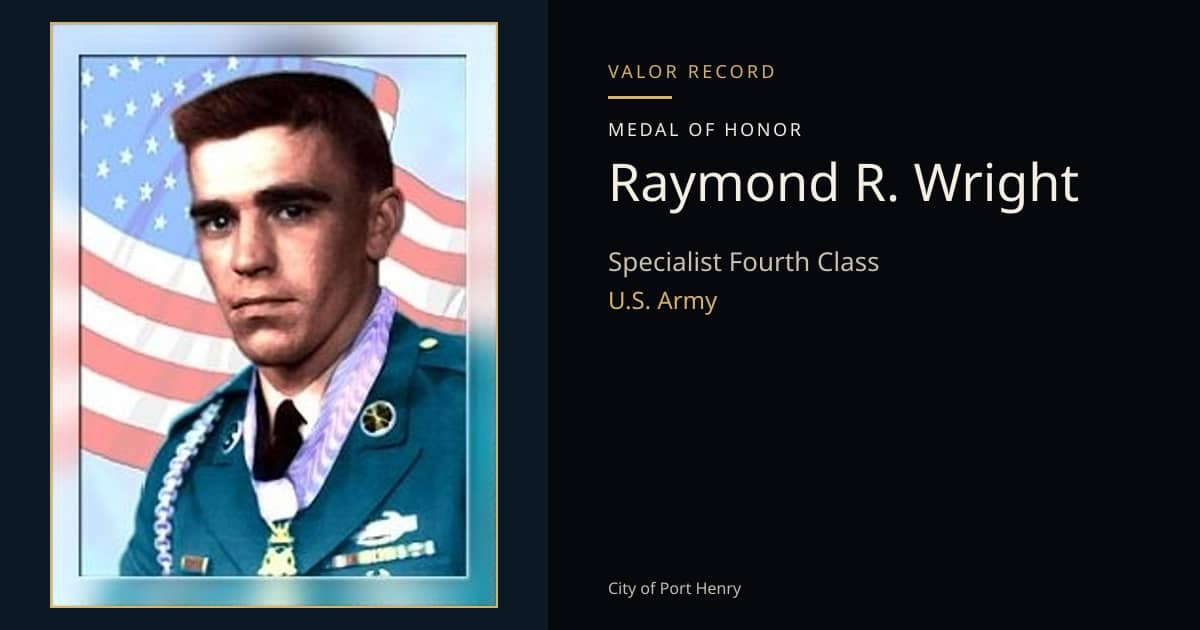 VALOR RECORD
MEDAL OF HONOR
Raymond R. Wright
Specialist Fourth Class
U.S. Army
City of Port Henry